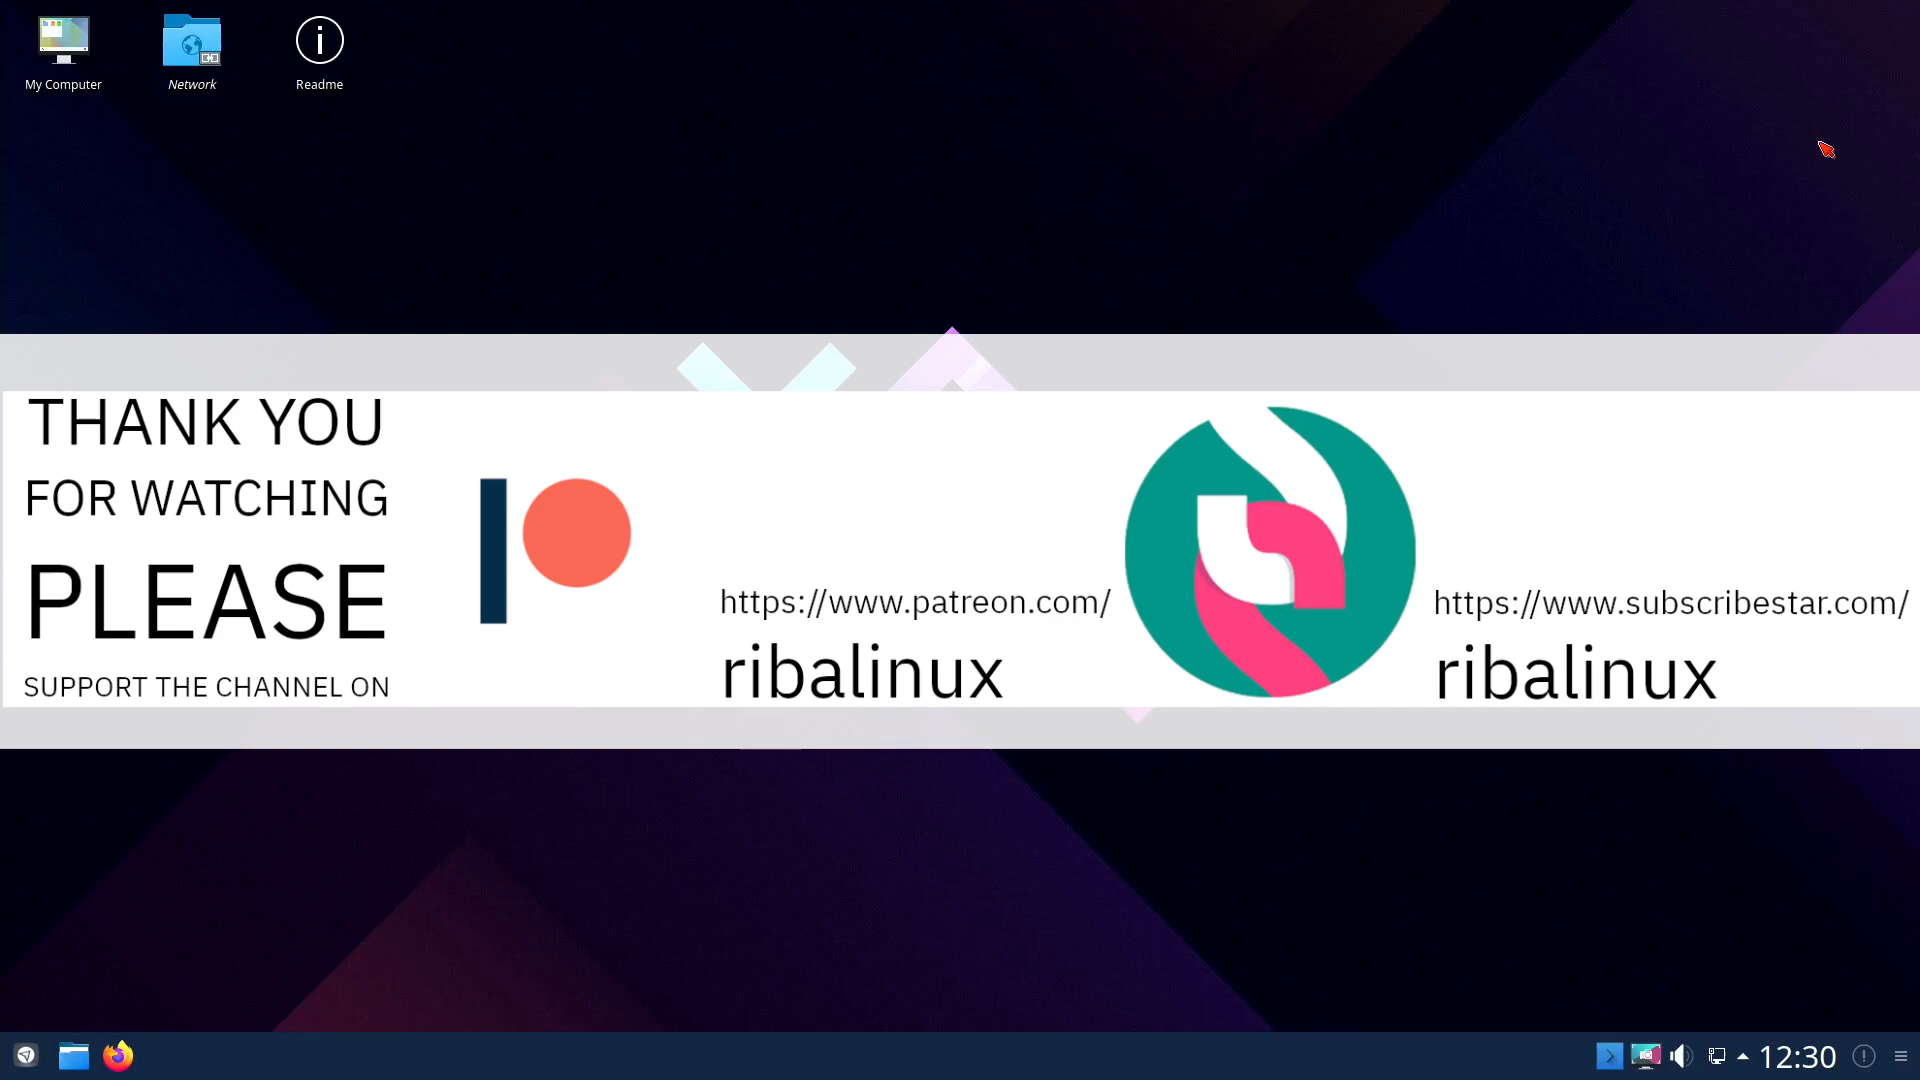 My Computer
Network
Readme
THANK YOU
FOR WATCHING
PLEASE
SUPPORT THE CHANNEL ON
https://www.patreon.com/
ribalinux
https://www.subscribestar.com/
ribalinux
12:30